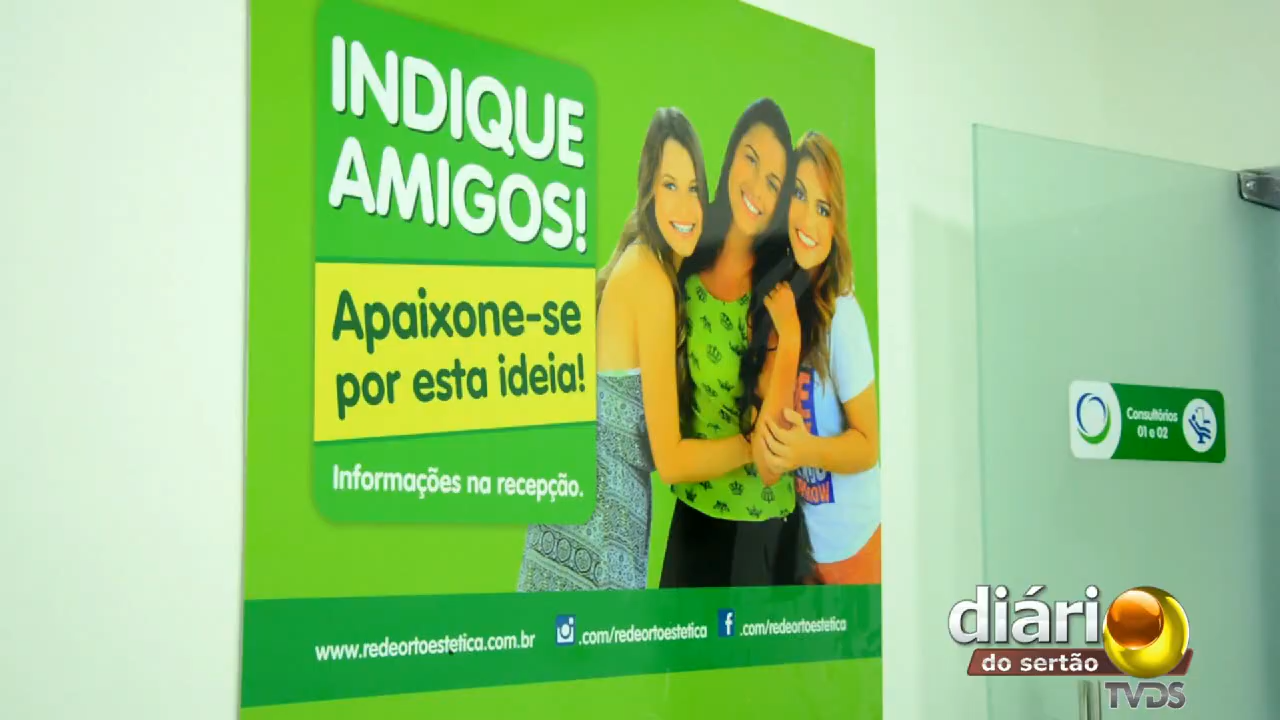 INDIQUE
AMIGOS!
Apaixone-se
por esta ideia!
Informações na recepção.
www.redeortoestetica.com.br
.com/redeortoestetica
.com/redeortoestetica
Consultórios
01 e 02
diário
do sertão
TVDS